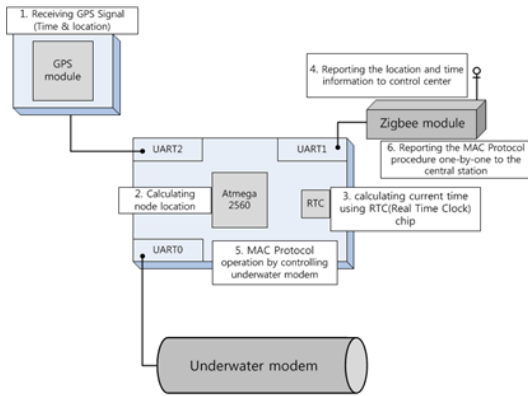 1. Receiving GPS Signal
(Time & location)
GPS
module
4. Reporting the location and time
information to control center
Zigbee module
6. Reporting the MAC Protocol
procedure one-by-one to the
central station
UART2
UART1
2. Calculating
node location
Atmega
2560
RTC
3. calculating current time
using RTC(Real Time Clock)
chip
UART0
5. MAC Protocol
operation by controlling
underwater modem
Underwater modem